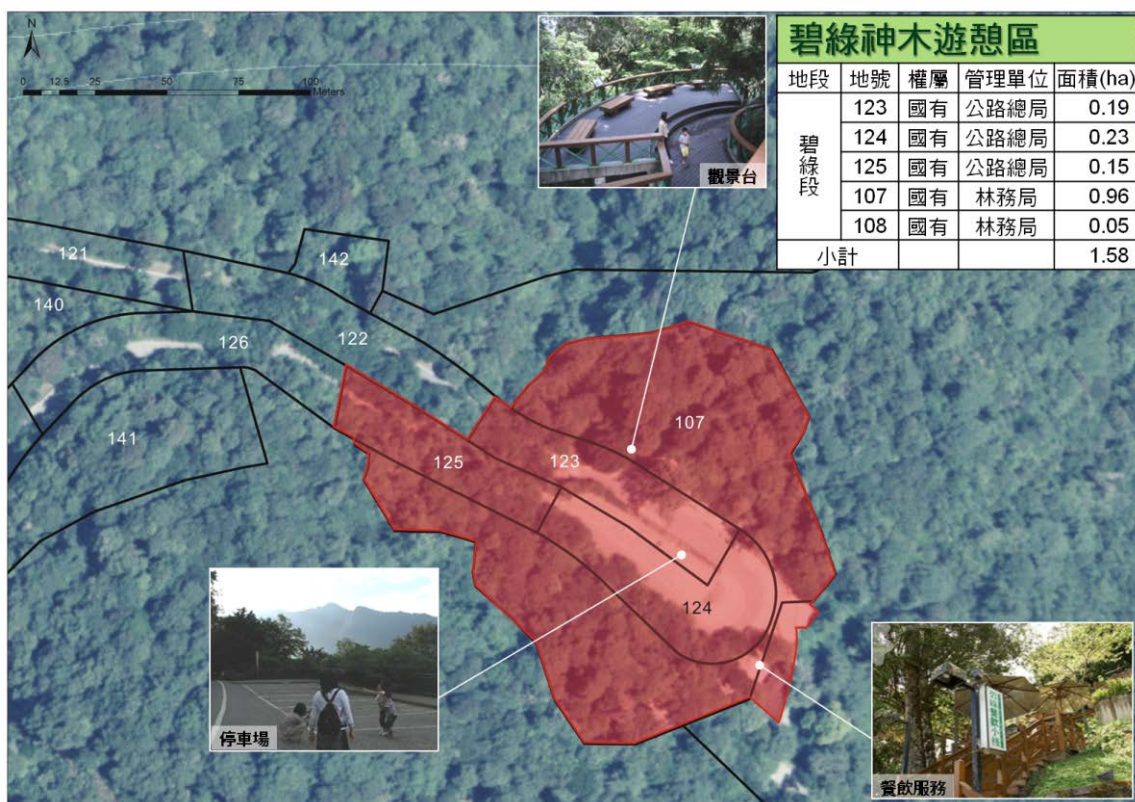 N
0 12.5 25 50 75 100
Meters
碧綠神木遊憩區
地段 地號 權屬 管理單位 面積(ha)
碧綠段
123 國有 公路總局 0.19
124 國有 公路總局 0.23
125 國有 公路總局 0.15
107 國有 林務局 0.96
108 國有 林務局 0.05
小計 1.58
觀景台
121
142
140
126
122
107
141
125
123
124
停車場
餐飲服務